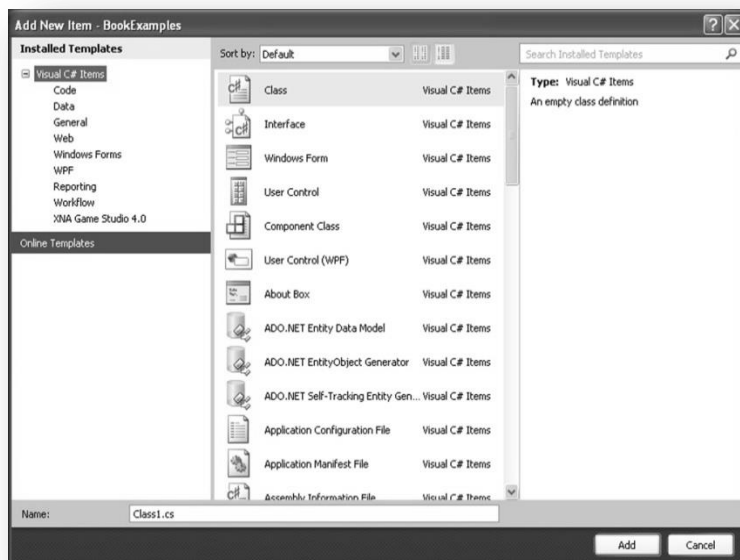 Add New Item - BookExamples
Installed Templates
Visual C# Items
Code
Data
General
Web
Windows Forms
WPF
Reporting
Workflow
XNA Game Studio 4.0
Online Templates
Sort by: Default
Search Installed Templates
Class Visual C# Items
Interface Visual C# Items
Windows Form Visual C# Items
User Control Visual C# Items
Component Class Visual C# Items
User Control (WPF) Visual C# Items
About Box Visual C# Items
ADO.NET Entity Data Model Visual C# Items
ADO.NET EntityObject Generator Visual C# Items
ADO.NET Self-Tracking Entity Gen... Visual C# Items
Application Configuration File Visual C# Items
Application Manifest File Visual C# Items
Assembly Information File Visual C# Items
Type: Visual C# Items
An empty class definition
Name: Class1.cs
Add Cancel